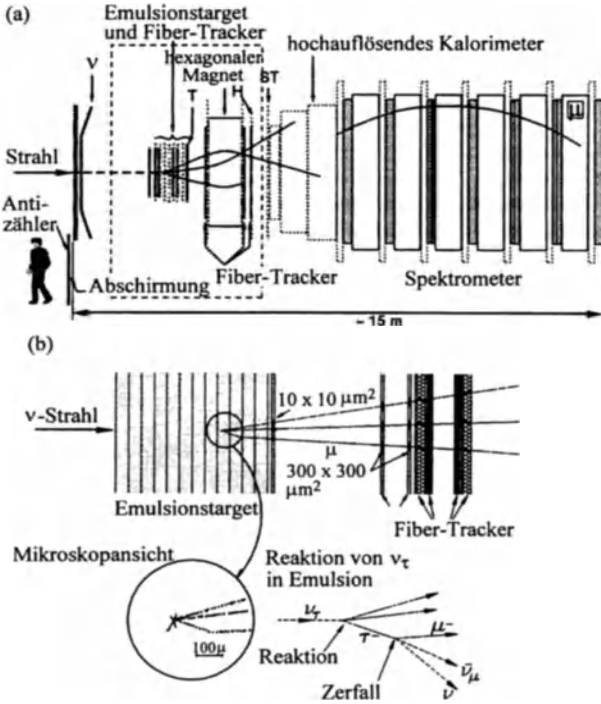 (a)
Emulsionstarget
und Fiber-Tracker
hochauflösendes Kalorimeter
hexagonaler
Magnet
ν
T
H
ST
μ
Strahl
Anti-
zähler
Abschirmung
Fiber-Tracker
Spektrometer
~ 15 m
(b)
10 x 10 μm²
ν-Strahl
μ
300 x 300
μm²
Emulsionstarget
Fiber-Tracker
Mikroskopansicht
Reaktion von ντ
in Emulsion
100μ
ντ
τ−
μ−
Reaktion
ν̄μ
ν
Zerfall